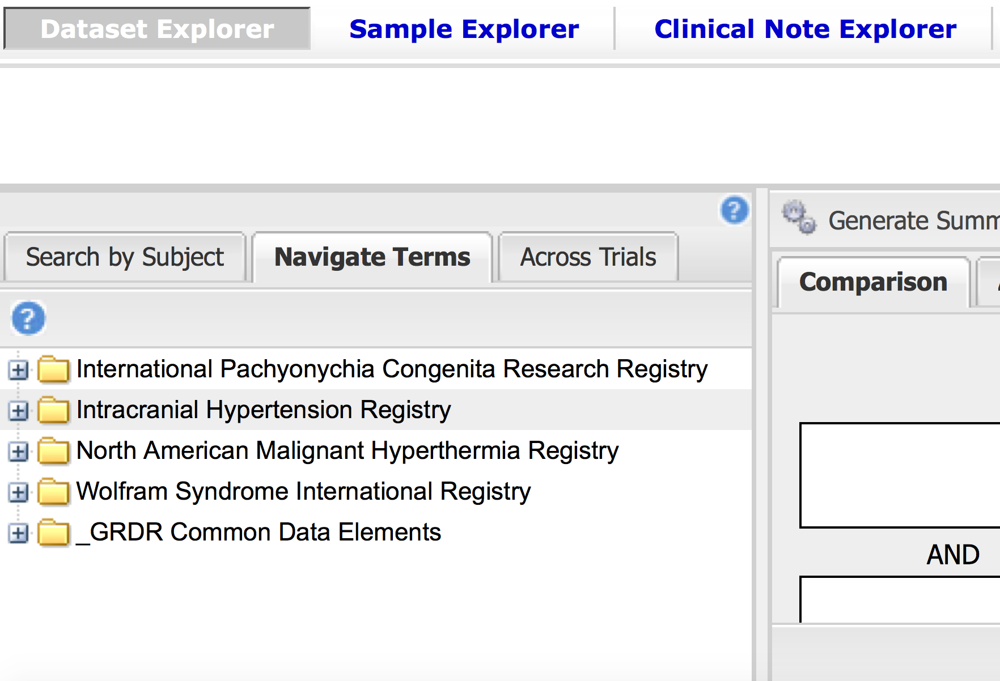 Dataset Explorer Sample Explorer Clinical Note Explorer
Generate Summ
Search by Subject Navigate Terms Across Trials
Comparison
International Pachyonychia Congenita Research Registry
Intracranial Hypertension Registry
North American Malignant Hyperthermia Registry
Wolfram Syndrome International Registry
_GRDR Common Data Elements
AND